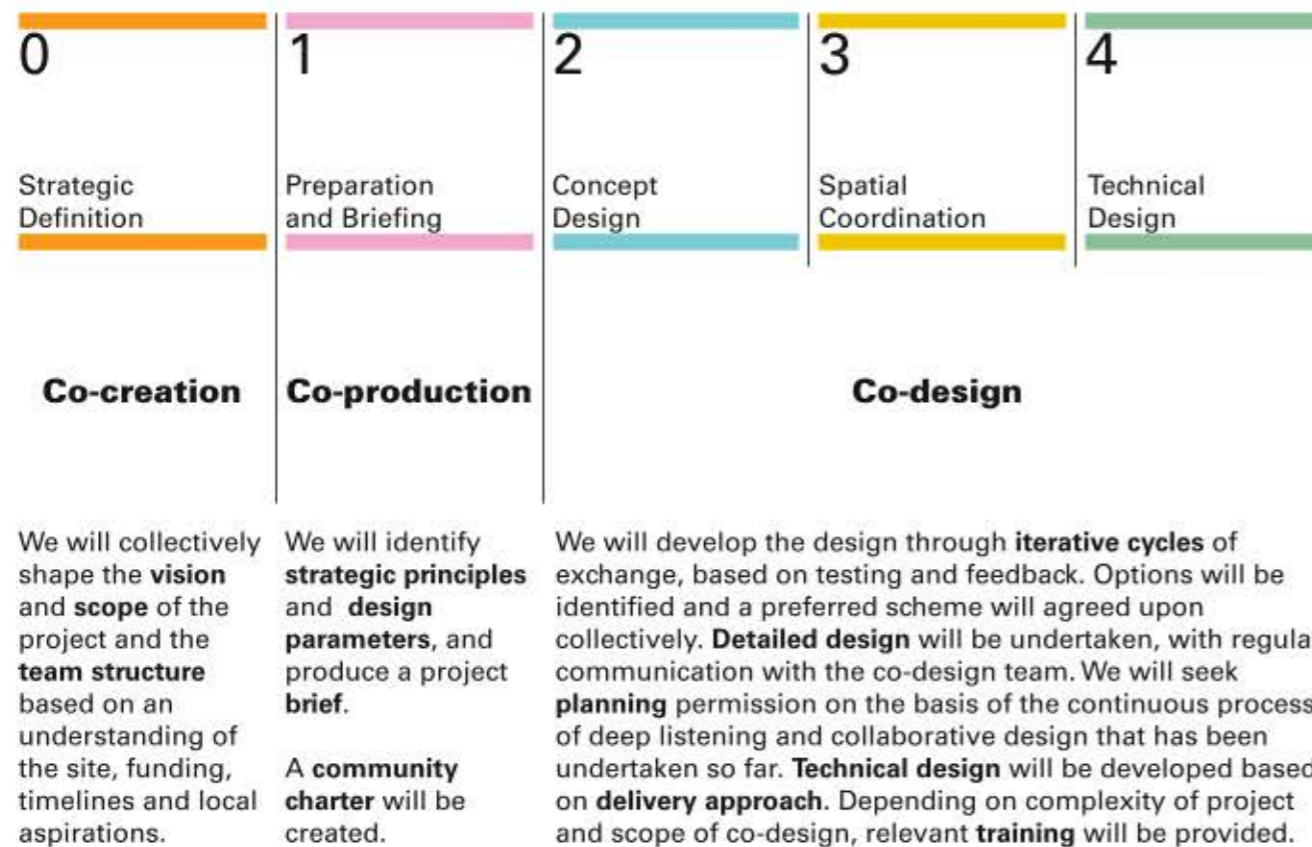 0
1
2
3
4
Strategic
Definition
Preparation
and Briefing
Concept
Design
Spatial
Coordination
Technical
Design
Co-creation
Co-production
Co-design
We will collectively
shape the vision
and scope of the
project and the
team structure
based on an
understanding of
the site, funding,
timelines and local
aspirations.
We will identify
strategic principles
and design
parameters, and
produce a project
brief.
A community
charter will be
created.
We will develop the design through iterative cycles of
exchange, based on testing and feedback. Options will be
identified and a preferred scheme will agreed upon
collectively. Detailed design will be undertaken, with regula
communication with the co-design team. We will seek
planning permission on the basis of the continuous process
of deep listening and collaborative design that has been
undertaken so far. Technical design will be developed based
on delivery approach. Depending on complexity of project
and scope of co-design, relevant training will be provided.